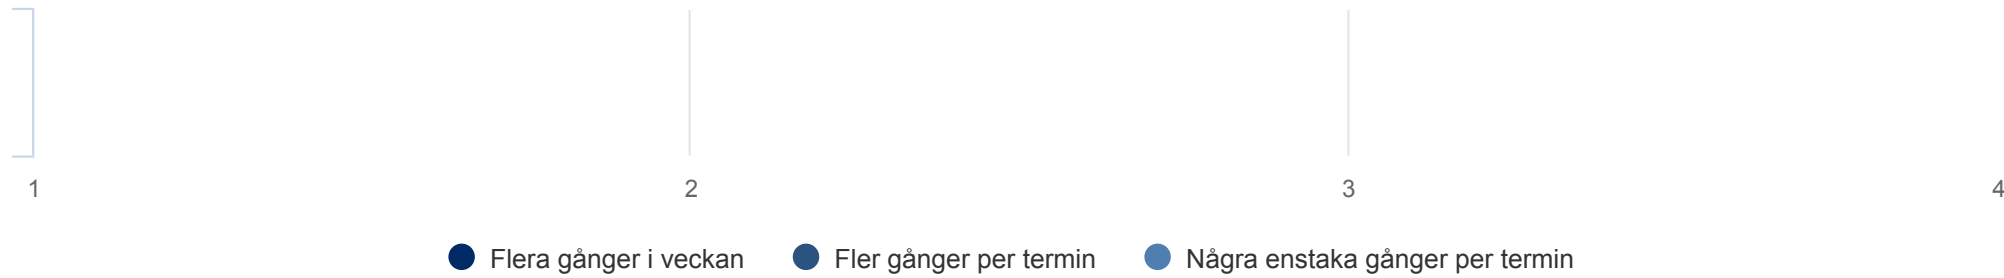 1 2 3 4
Flera gånger i veckan Fler gånger per termin Några enstaka gånger per termin